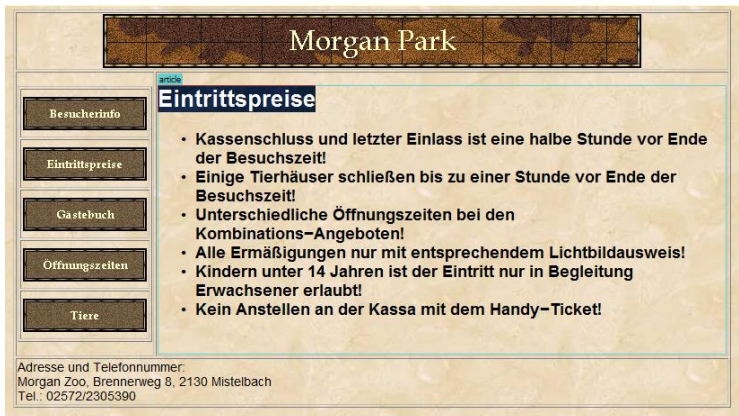 Morgan Park
article
Eintrittspreise
Besucherinfo
Eintrittspreise
Gästebuch
Öffnungszeiten
Tiere
• Kassenschluss und letzter Einlass ist eine halbe Stunde vor Ende
der Besuchszeit!
• Einige Tierhäuser schließen bis zu einer Stunde vor Ende der
Besuchszeit!
• Unterschiedliche Öffnungszeiten bei den
Kombinations−Angeboten!
• Alle Ermäßigungen nur mit entsprechendem Lichtbildausweis!
• Kindern unter 14 Jahren ist der Eintritt nur in Begleitung
Erwachsener erlaubt!
• Kein Anstellen an der Kassa mit dem Handy−Ticket!
Adresse und Telefonnummer:
Morgan Zoo, Brennerweg 8, 2130 Mistelbach
Tel.: 02572/2305390